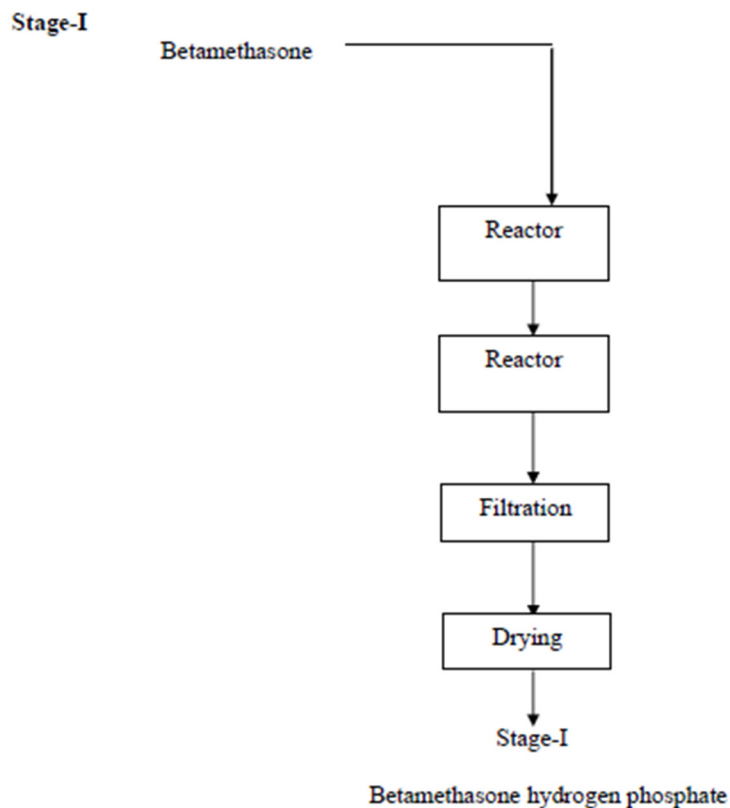 Stage-I
Betamethasone
Reactor
Reactor
Filtration
Drying
Stage-I
Betamethasone hydrogen phosphate